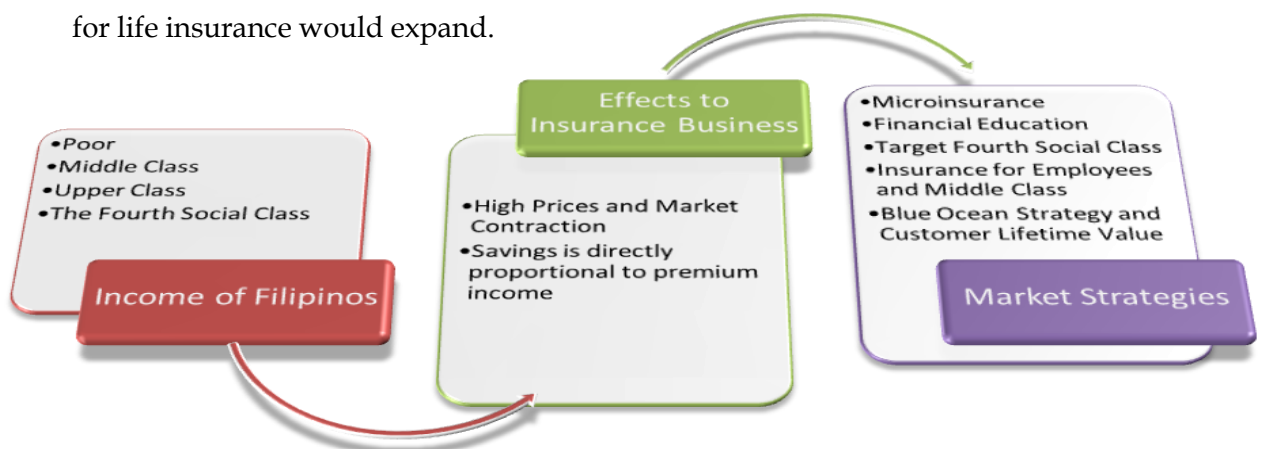 for life insurance would expand.
•Poor
•Middle Class
•Upper Class
•The Fourth Social Class
Income of Filipinos
Effects to
Insurance Business
•High Prices and Market
Contraction
•Savings is directly
proportional to premium
income
•Microinsurance
•Financial Education
•Target Fourth Social Class
•Insurance for Employees
and Middle Class
•Blue Ocean Strategy and
Customer Lifetime Value
Market Strategies